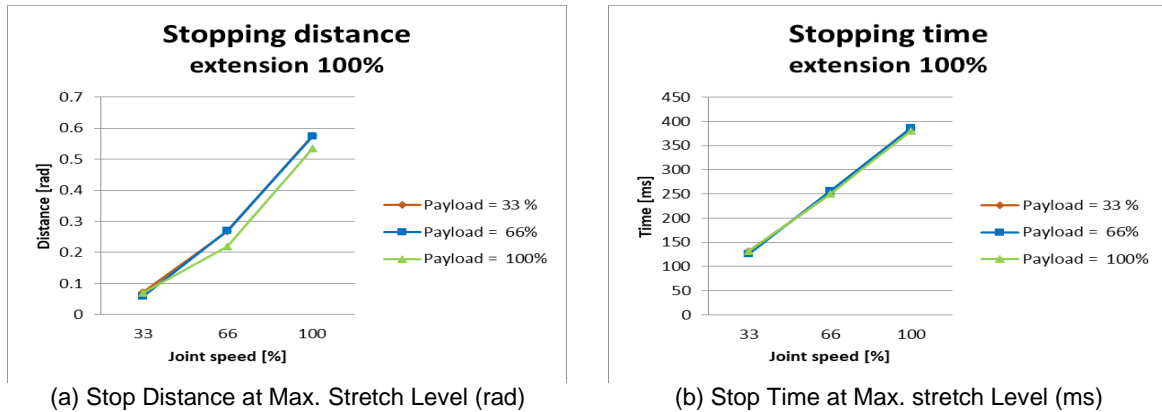 Stopping distance
extension 100%
Distance [rad]
0.7
0.6
0.5
0.4
0.3
0.2
0.1
0
33 66 100
Joint speed [%]
Payload = 33 %
Payload = 66%
Payload = 100%
(a) Stop Distance at Max. Stretch Level (rad)
Stopping time
extension 100%
Time [ms]
450
400
350
300
250
200
150
100
50
0
33 66 100
Joint speed [%]
Payload = 33 %
Payload = 66%
Payload = 100%
(b) Stop Time at Max. stretch Level (ms)